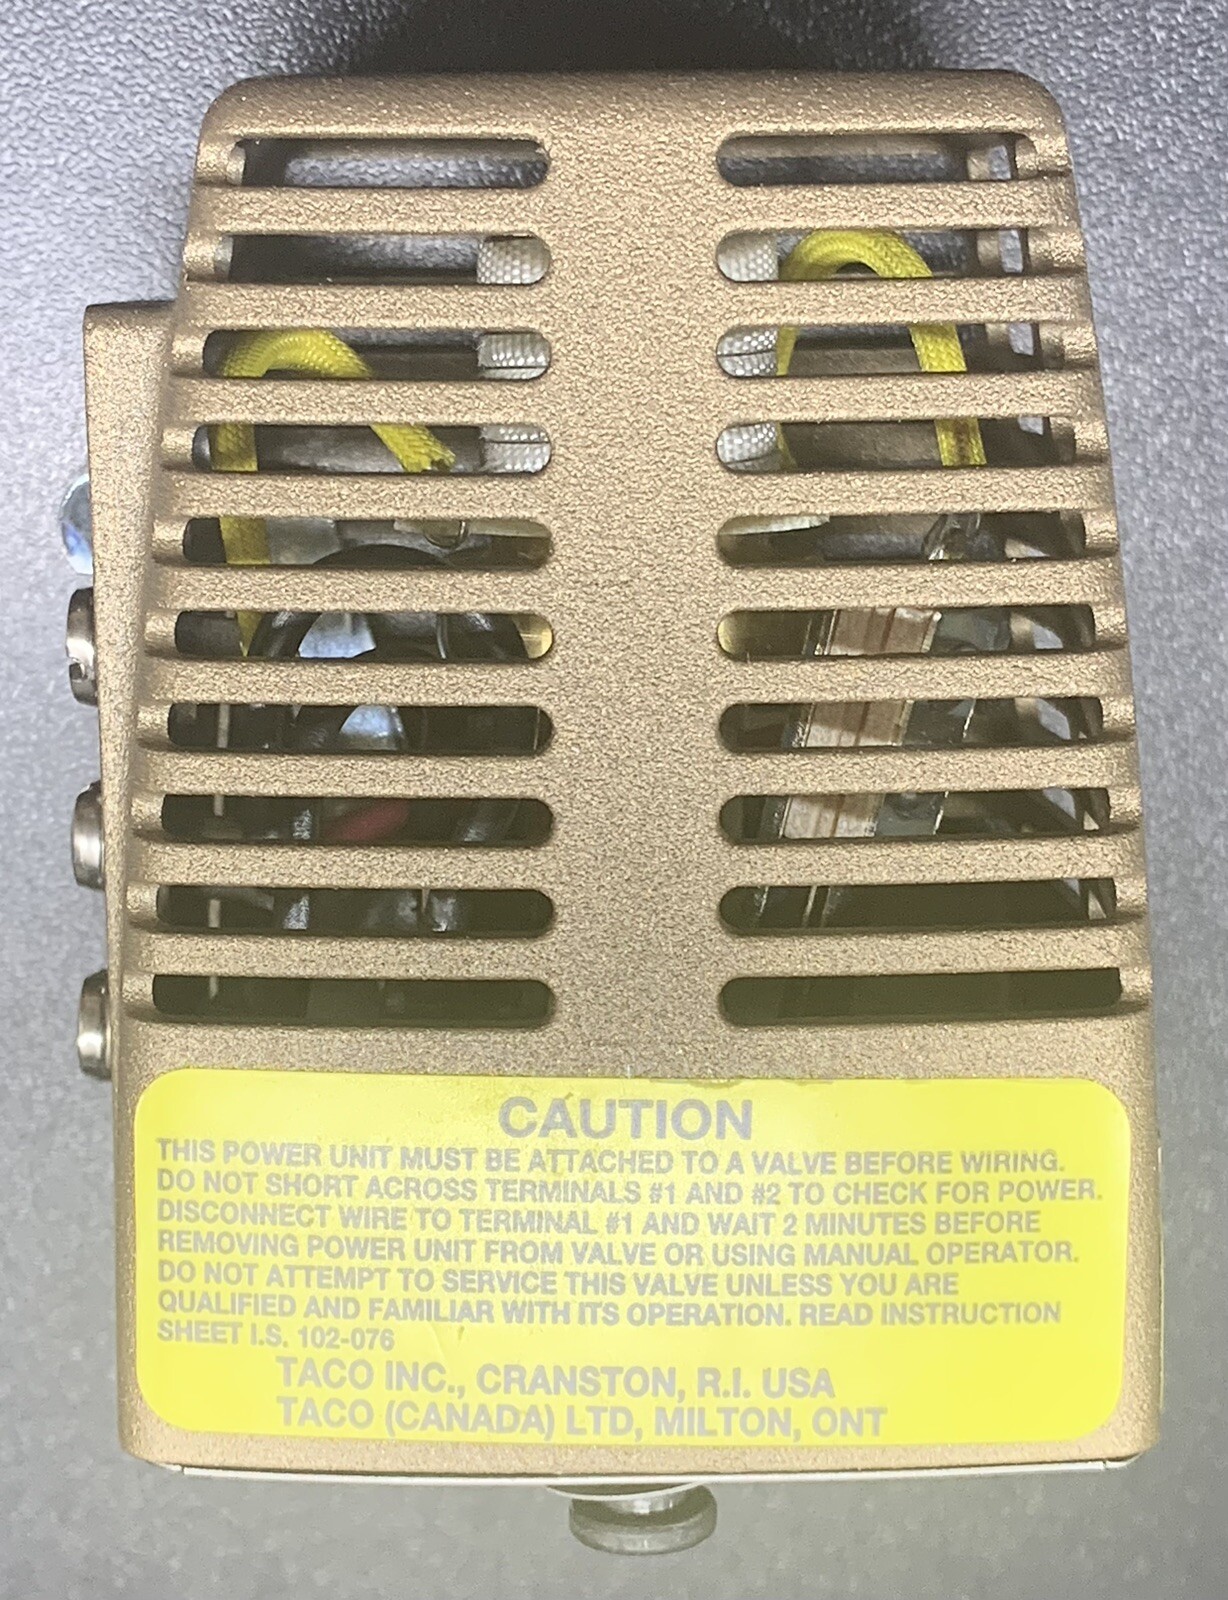 CAUTION
THIS POWER UNIT MUST BE ATTACHED TO A VALVE BEFORE WIRING.
DO NOT SHORT ACROSS TERMINALS #1 AND #2 TO CHECK FOR POWER.
DISCONNECT WIRE TO TERMINAL #1 AND WAIT 2 MINUTES BEFORE
REMOVING POWER UNIT FROM VALVE OR USING MANUAL OPERATOR.
DO NOT ATTEMPT TO SERVICE THIS VALVE UNLESS YOU ARE
QUALIFIED AND FAMILIAR WITH ITS OPERATION. READ INSTRUCTION
SHEET I.S. 102-076
TACO INC., CRANSTON, R.I. USA
TACO (CANADA) LTD, MILTON, ONT